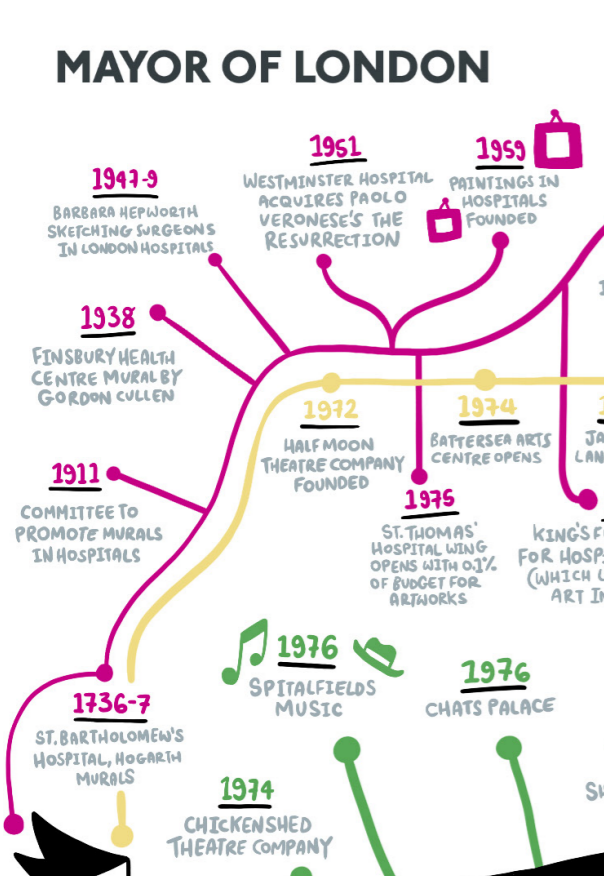 MAYOR OF LONDON
1947-9
BARBARA HEPWORTH
SKETCHING SURGEONS
IN LONDON HOSPITALS
1951
WESTMINSTER HOSPITAL
ACQUIRES PAOLO
VERONESE'S THE
RESURRECTION
1959
PAINTINGS IN
HOSPITALS
FOUNDED
1938
FINSBURY HEALTH
CENTRE MURAL BY
GORDON CULLEN
1972
HALF MOON
THEATRE COMPANY
FOUNDED
1974
BATTERSEA ARTS
CENTRE OPENS
1911
COMMITTEE TO
PROMOTE MURALS
IN HOSPITALS
1975
ST. THOMAS'
HOSPITAL WING
OPENS WITH 0.1%
OF BUDGET FOR
ARTWORKS
KING'S
FOR
(WHICH
ART
1736-7
ST. BARTHOLOMEW'S
HOSPITAL, HOGARTH
MURALS
1976
SPITALFIELDS
MUSIC
1976
CHATS PALACE
1974
CHICKENSHED
THEATRE COMPANY